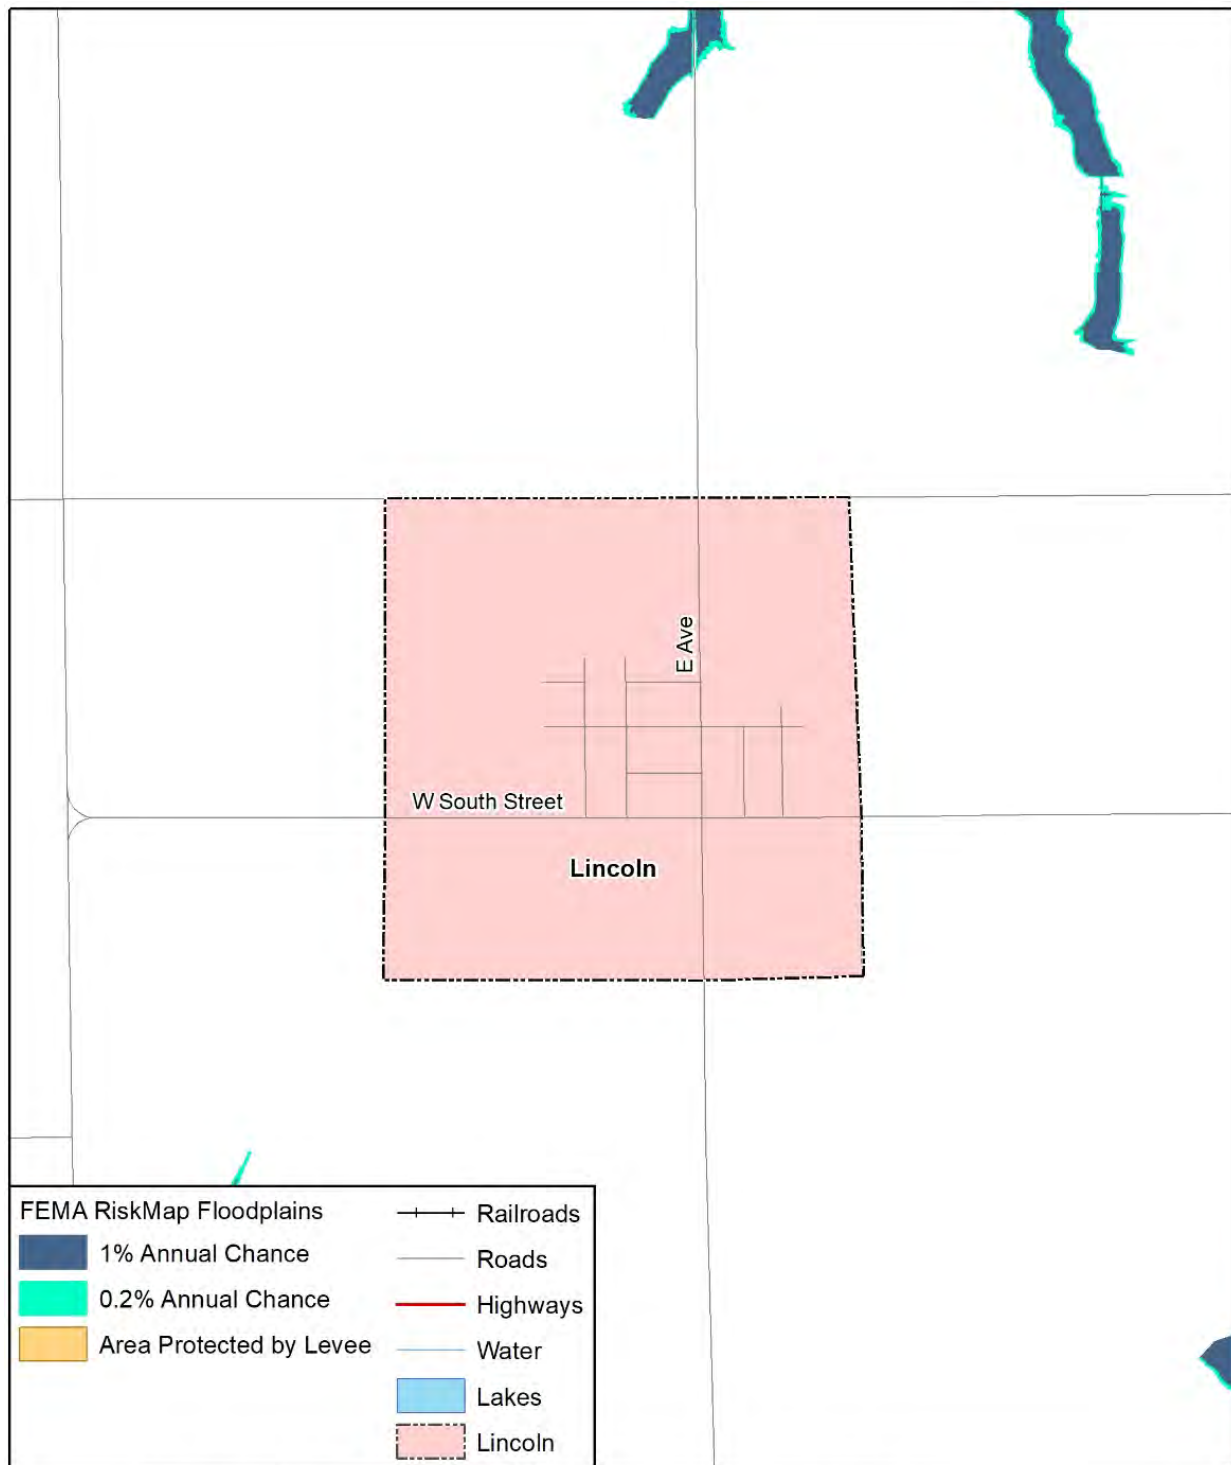 E Ave
W South Street
Lincoln
FEMA RiskMap Floodplains
1% Annual Chance
0.2% Annual Chance
Area Protected by Levee
Railroads
Roads
Highways
Water
Lakes
Lincoln